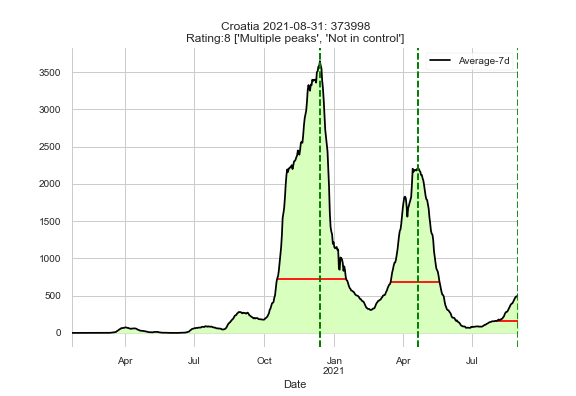 Croatia 2021-08-31: 373998
Rating:8 ['Multiple peaks', 'Not in control']
Average-7d
3500
3000
2500
2000
1500
1000
500
0
Apr Jul Oct Jan Apr Jul
2021
Date